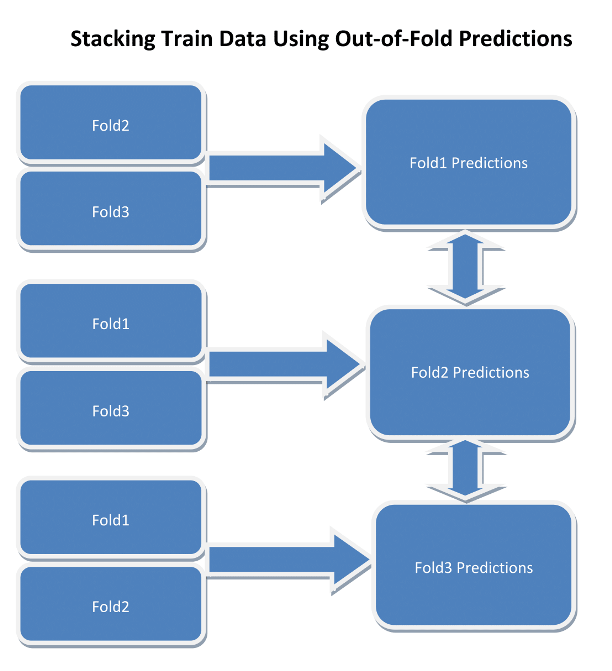 Stacking Train Data Using Out-of-Fold Predictions
Fold2
Fold3
Fold1 Predictions
Fold1
Fold3
Fold2 Predictions
Fold1
Fold2
Fold3 Predictions